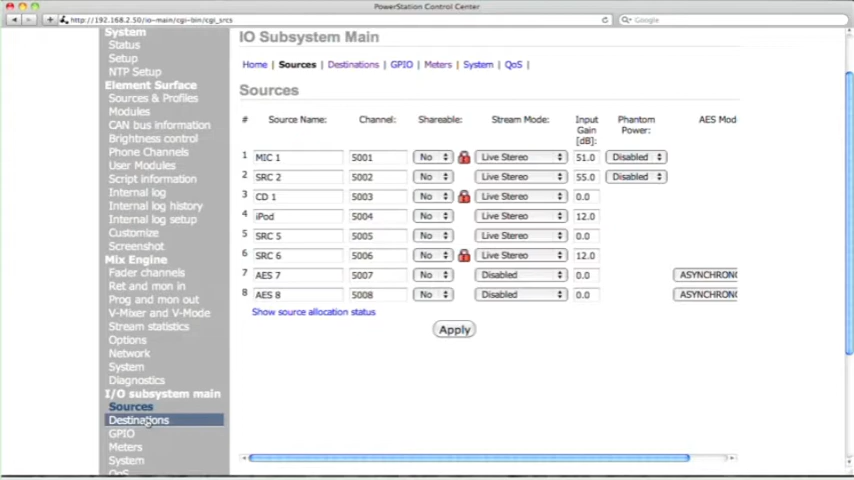 PowerStation Control Center
http://192.168.2.50/io-main/cgi-bin/cgi_srcs
Google
System
Status
Setup
NTP Setup
Element Surface
Sources & Profiles
Modules
CAN bus information
Brightness control
Phone Channels
User Modules
Script information
Internal log
Internal log history
Internal log setup
Customize
Screenshot
Mix Engine
Fader channels
Ret and mon in
Prog and mon out
V-Mixer and V-Mode
Stream statistics
Options
Network
System
Diagnostics
I/O subsystem main
Sources
Destinations
GPIO
Meters
System
QoS
IO Subsystem Main
Home | Sources | Destinations | GPIO | Meters | System | QoS |
Sources
# Source Name: Channel: Shareable: Stream Mode: Input Gain [dB]: Phantom Power: AES Mod
1 MIC 1 5001 No Live Stereo 51.0 Disabled
2 SRC 2 5002 No Live Stereo 55.0 Disabled
3 CD 1 5003 No Live Stereo 0.0
4 iPod 5004 No Live Stereo 12.0
5 SRC 5 5005 No Live Stereo 0.0
6 SRC 6 5006 No Live Stereo 12.0
7 AES 7 5007 No Disabled 0.0 ASYNCHRONO
8 AES 8 5008 No Disabled 0.0 ASYNCHRONO
Show source allocation status
Apply